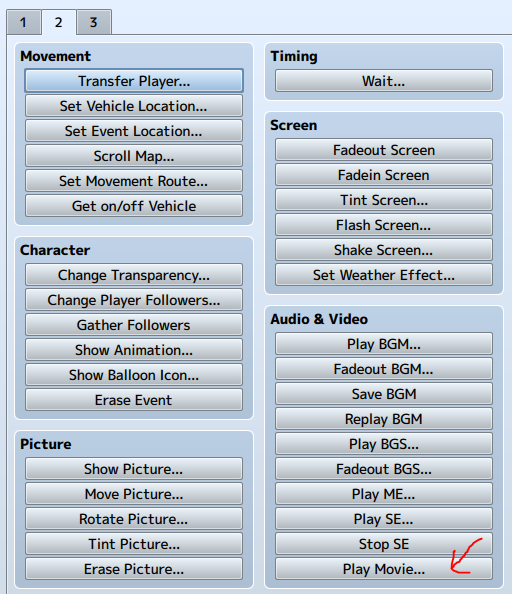 1 2 3
Movement
Transfer Player...
Set Vehicle Location...
Set Event Location...
Scroll Map...
Set Movement Route...
Get on/off Vehicle
Character
Change Transparency...
Change Player Followers...
Gather Followers
Show Animation...
Show Balloon Icon...
Erase Event
Picture
Show Picture...
Move Picture...
Rotate Picture...
Tint Picture...
Erase Picture...
Timing
Wait...
Screen
Fadeout Screen
Fadein Screen
Tint Screen...
Flash Screen...
Shake Screen...
Set Weather Effect...
Audio & Video
Play BGM...
Fadeout BGM...
Save BGM
Replay BGM
Play BGS...
Fadeout BGS...
Play ME...
Play SE...
Stop SE
Play Movie...